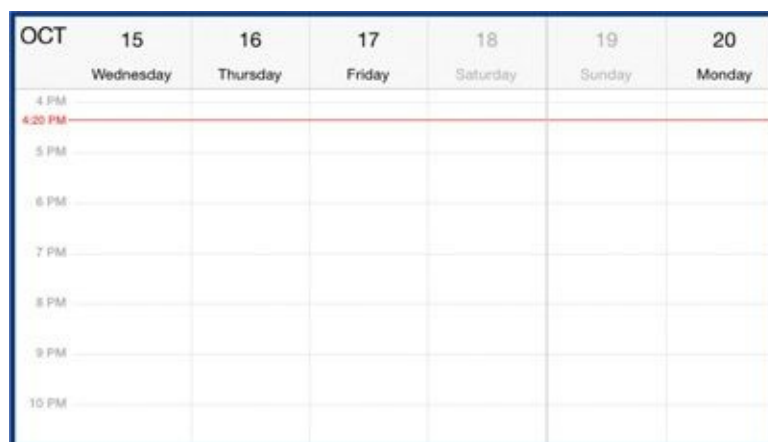 OCT 15 16 17 18 19 20
Wednesday Thursday Friday Saturday Sunday Monday
4 PM
4:20 PM
5 PM
6 PM
7 PM
8 PM
9 PM
10 PM